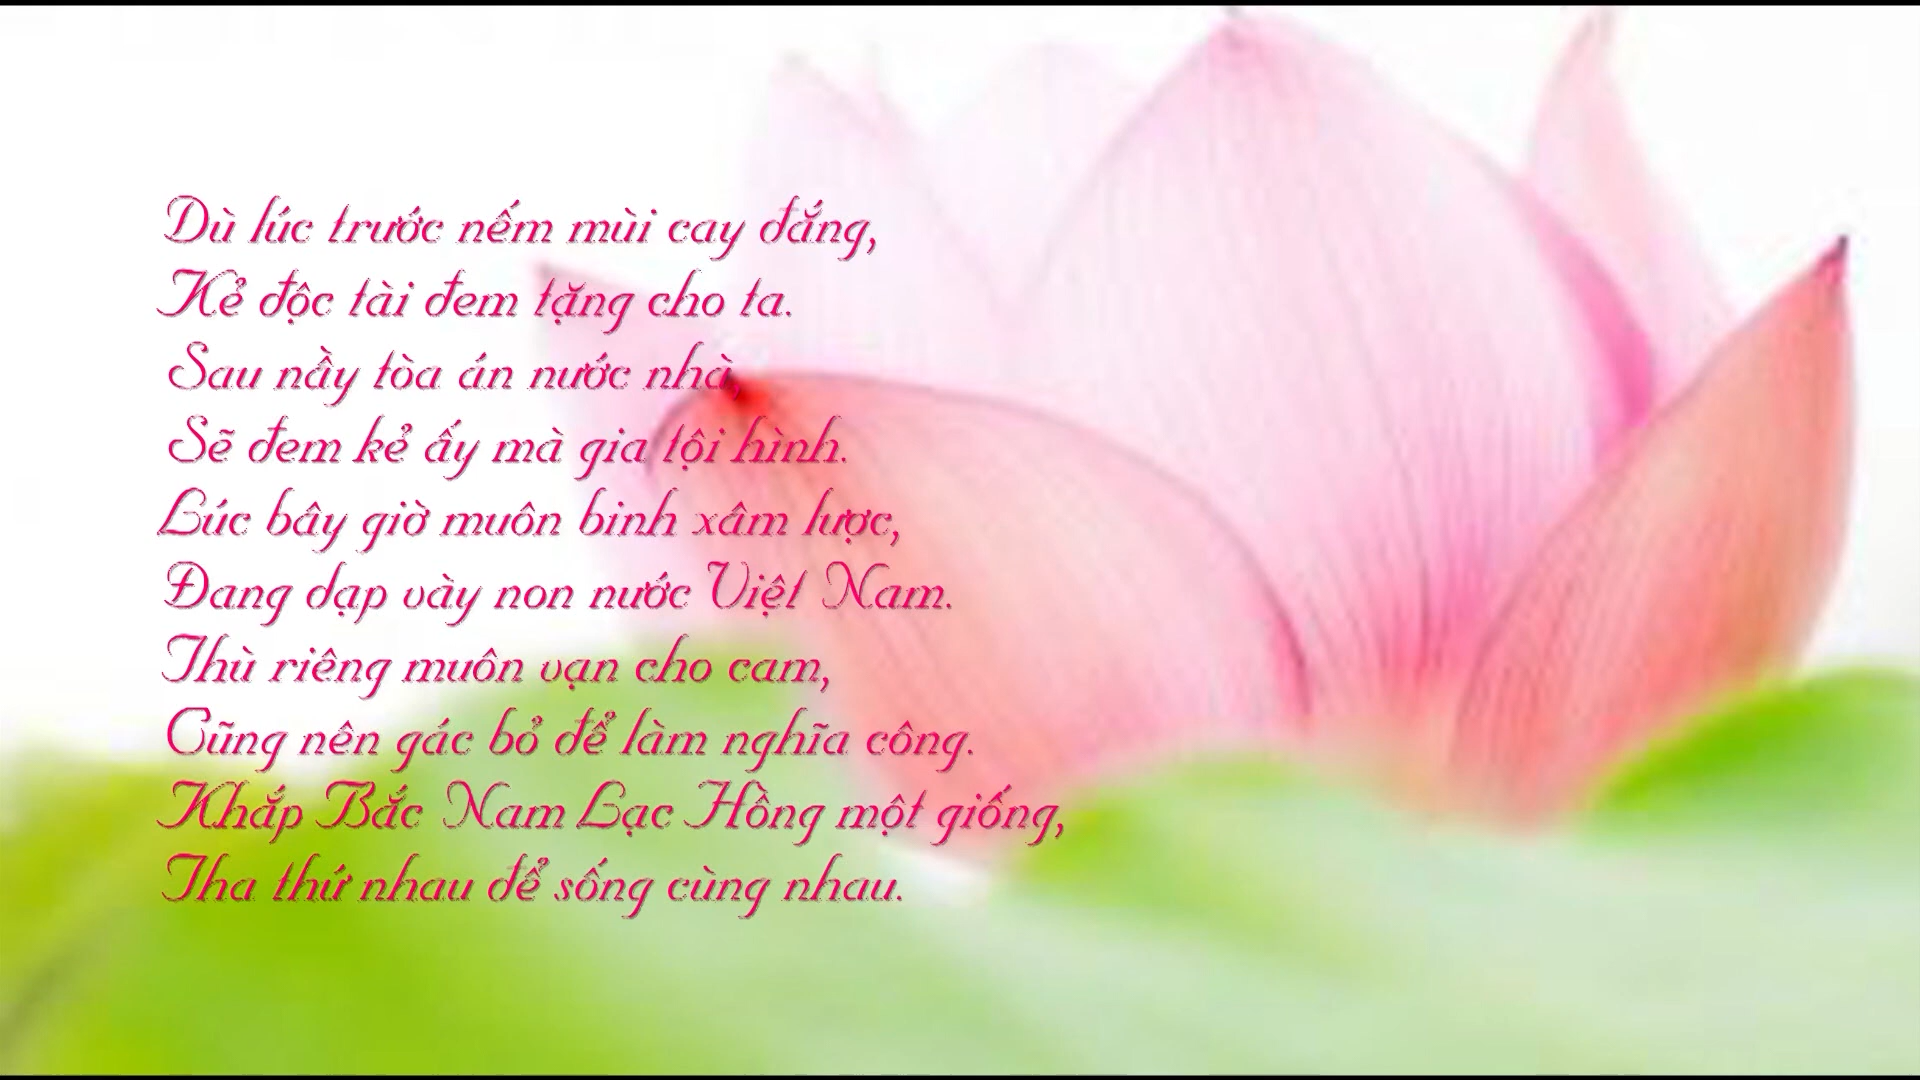 Dù lúc trước nếm mùi cay đắng,
Kẻ độc tài đem tặng cho ta.
Sau nầy tòa án nước nhà,
Sẽ đem kẻ ấy mà gia tội hình.
Lúc bây giờ muôn binh xâm lược,
Đang dạp vày non nước Việt Nam.
Thù riêng muôn vạn cho cam,
Cũng nên gác bỏ để làm nghĩa công.
Khắp Bắc Nam Lạc Hồng một giống,
Tha thứ nhau để sống cùng nhau.